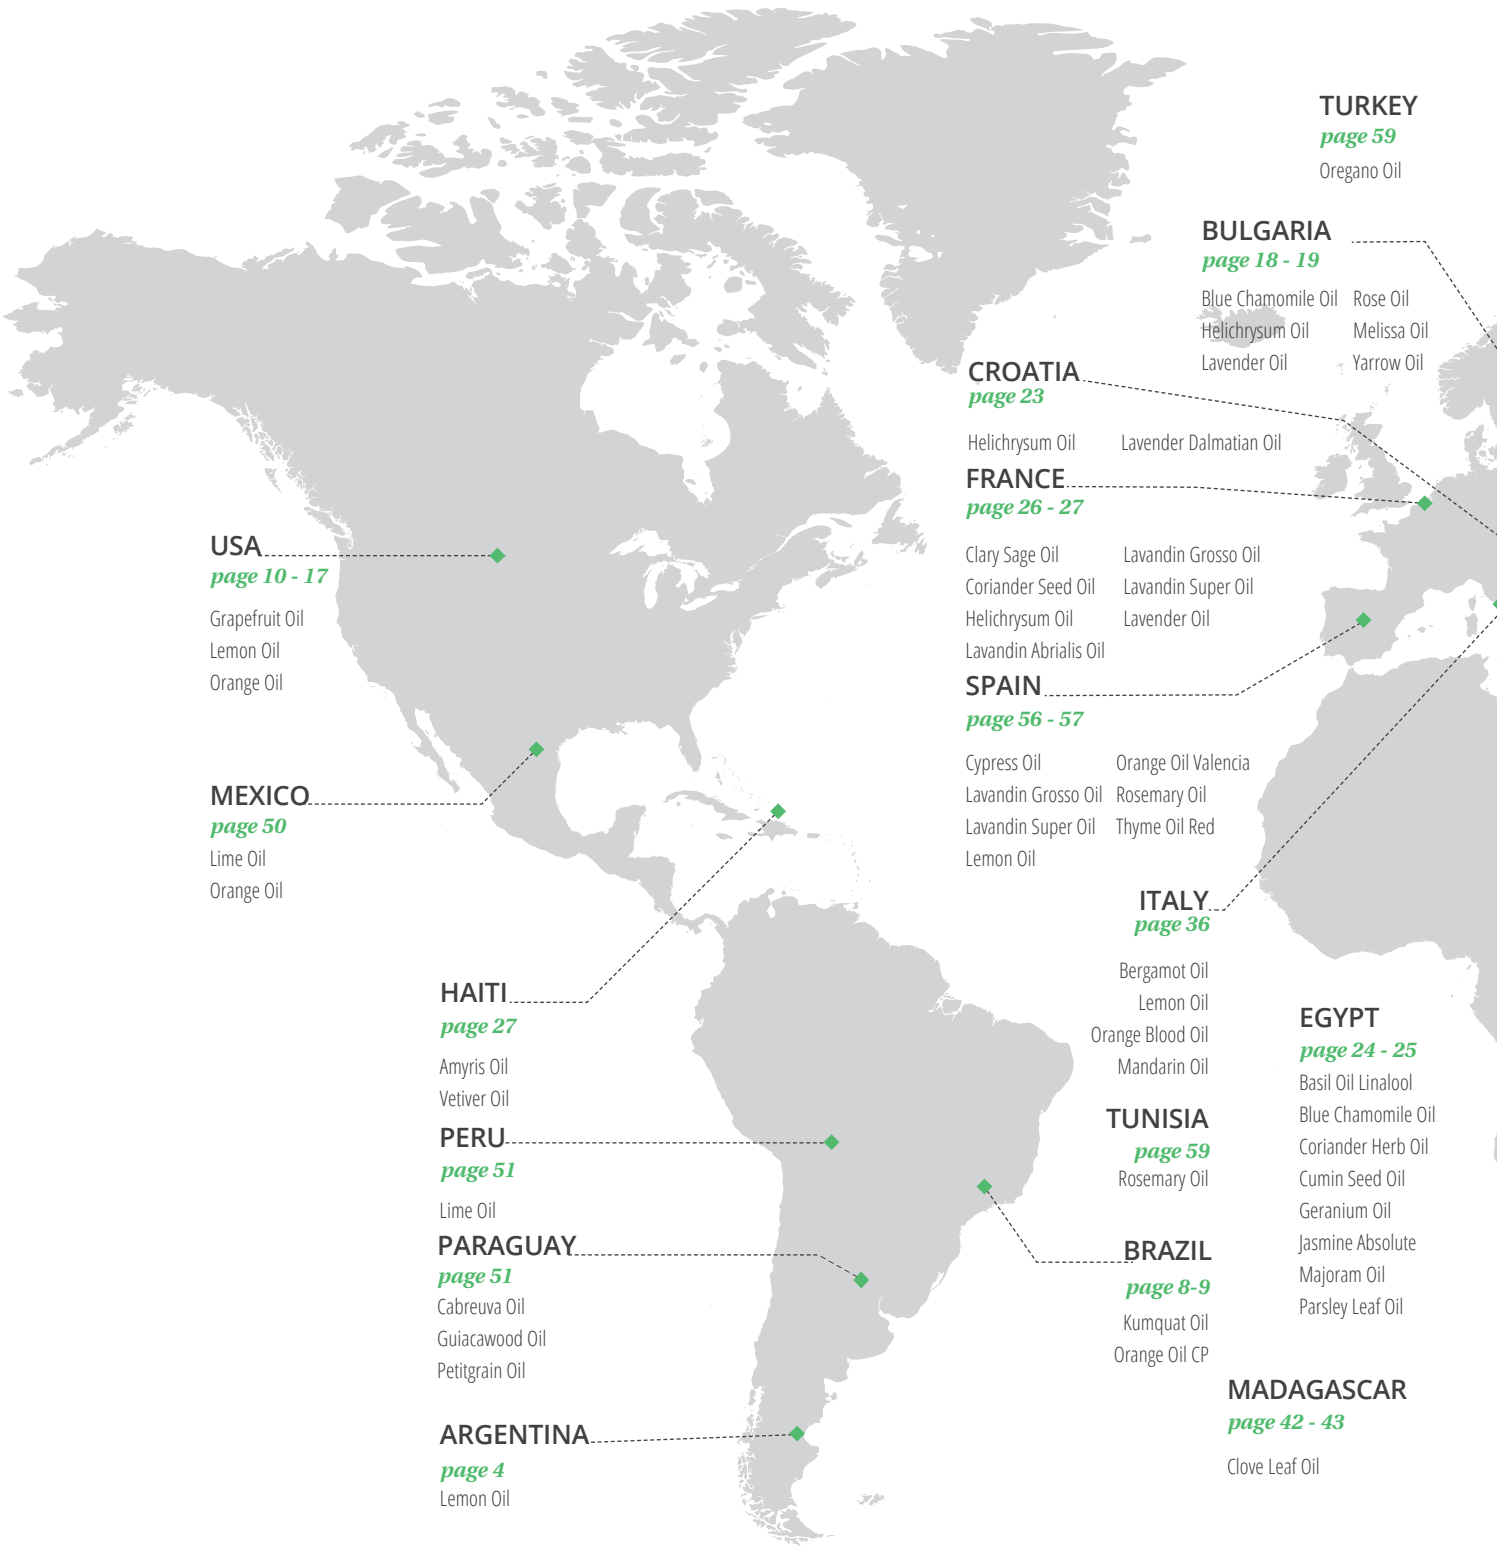 TURKEY
page 59
Oregano Oil
BULGARIA
page 18 - 19
Blue Chamomile Oil Rose Oil
Helichrysum Oil Melissa Oil
Lavender Oil Yarrow Oil
CROATIA
page 23
Helichrysum Oil Lavender Dalmatian Oil
FRANCE
page 26 - 27
Clary Sage Oil Lavandin Grosso Oil
Coriander Seed Oil Lavandin Super Oil
Helichrysum Oil Lavender Oil
Lavandin Abrialis Oil
SPAIN
page 56 - 57
Cypress Oil Orange Oil Valencia
Lavandin Grosso Oil Rosemary Oil
Lavandin Super Oil Thyme Oil Red
Lemon Oil
USA
page 10 - 17
Grapefruit Oil
Lemon Oil
Orange Oil
MEXICO
page 50
Lime Oil
Orange Oil
ITALY
page 36
Bergamot Oil
Lemon Oil
Orange Blood Oil
Mandarin Oil
HAITI
page 27
Amyris Oil
Vetiver Oil
EGYPT
page 24 - 25
Basil Oil Linalool
Blue Chamomile Oil
Coriander Herb Oil
Cumin Seed Oil
Geranium Oil
Jasmine Absolute
Majoram Oil
Parsley Leaf Oil
TUNISIA
page 59
Rosemary Oil
PERU
page 51
Lime Oil
PARAGUAY
page 51
Cabreuva Oil
Guiacawood Oil
Petitgrain Oil
BRAZIL
page 8-9
Kumquat Oil
Orange Oil CP
MADAGASCAR
page 42 - 43
Clove Leaf Oil
ARGENTINA
page 4
Lemon Oil